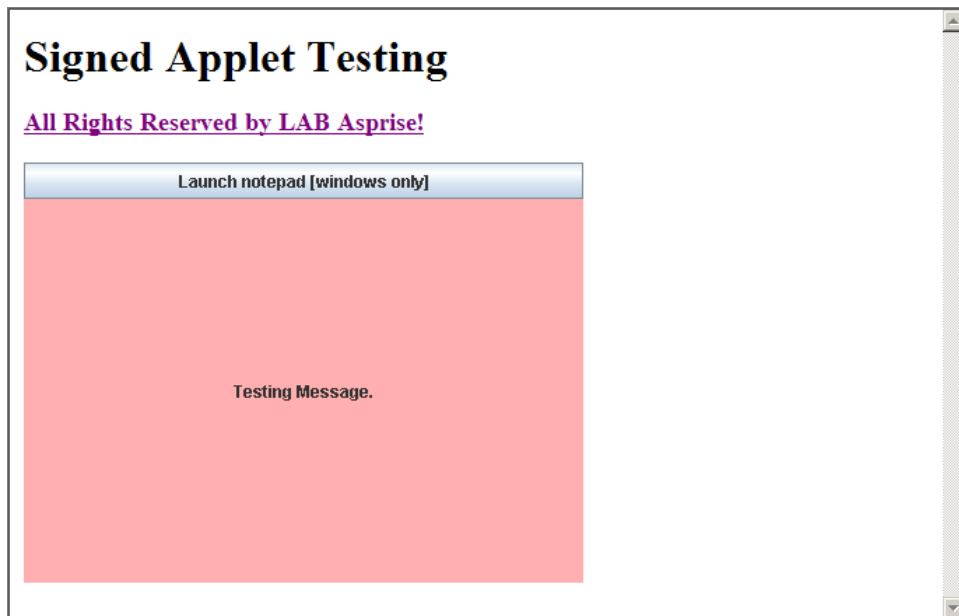 Signed Applet Testing
All Rights Reserved by LAB Asprise!
Launch notepad [windows only]
Testing Message.